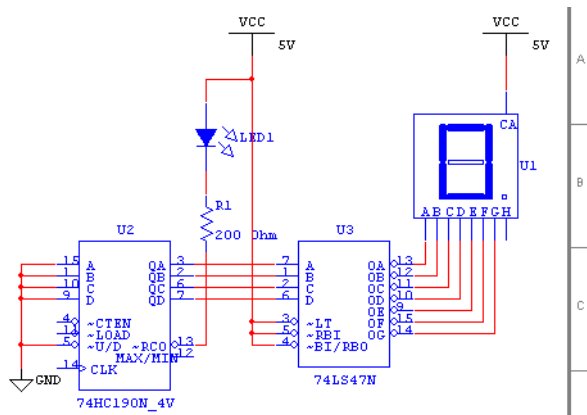 VCC
5V
VCC
5V
A
LED1
CA
U1
B
R1
200 Ohm
A B C D E F G H
U2
U3
15 A QA 3
1 B QB 2
10 C QC 6
9 D QD 7
7 A OA 13
1 B OB 12
2 C OC 11
6 D OD 10
OE 9
OF 15
OG 14
C
4 ~CTEN
11 ~LOAD
5 ~U/D ~RCO 13
MAX/MIN 12
14 CLK
3 ~LT
5 ~RBI
4 ~BI/RBO
GND
74HC190N_4V
74LS47N